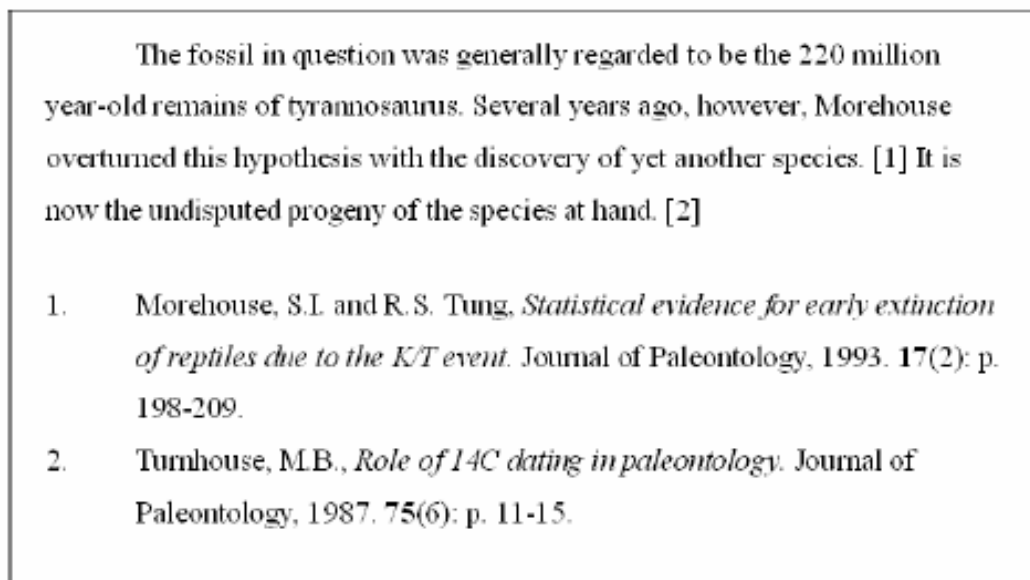 The fossil in question was generally regarded to be the 220 million
year-old remains of tyrannosaurus. Several years ago, however, Morehouse
overturned this hypothesis with the discovery of yet another species. [1] It is
now the undisputed progeny of the species at hand. [2]
1. Morehouse, S.I. and R.S. Tung, Statistical evidence for early extinction
of reptiles due to the K/T event. Journal of Paleontology, 1993. 17(2): p.
198-209.
2. Turnhouse, M.B., Role of 14C dating in paleontology. Journal of
Paleontology, 1987. 75(6): p. 11-15.